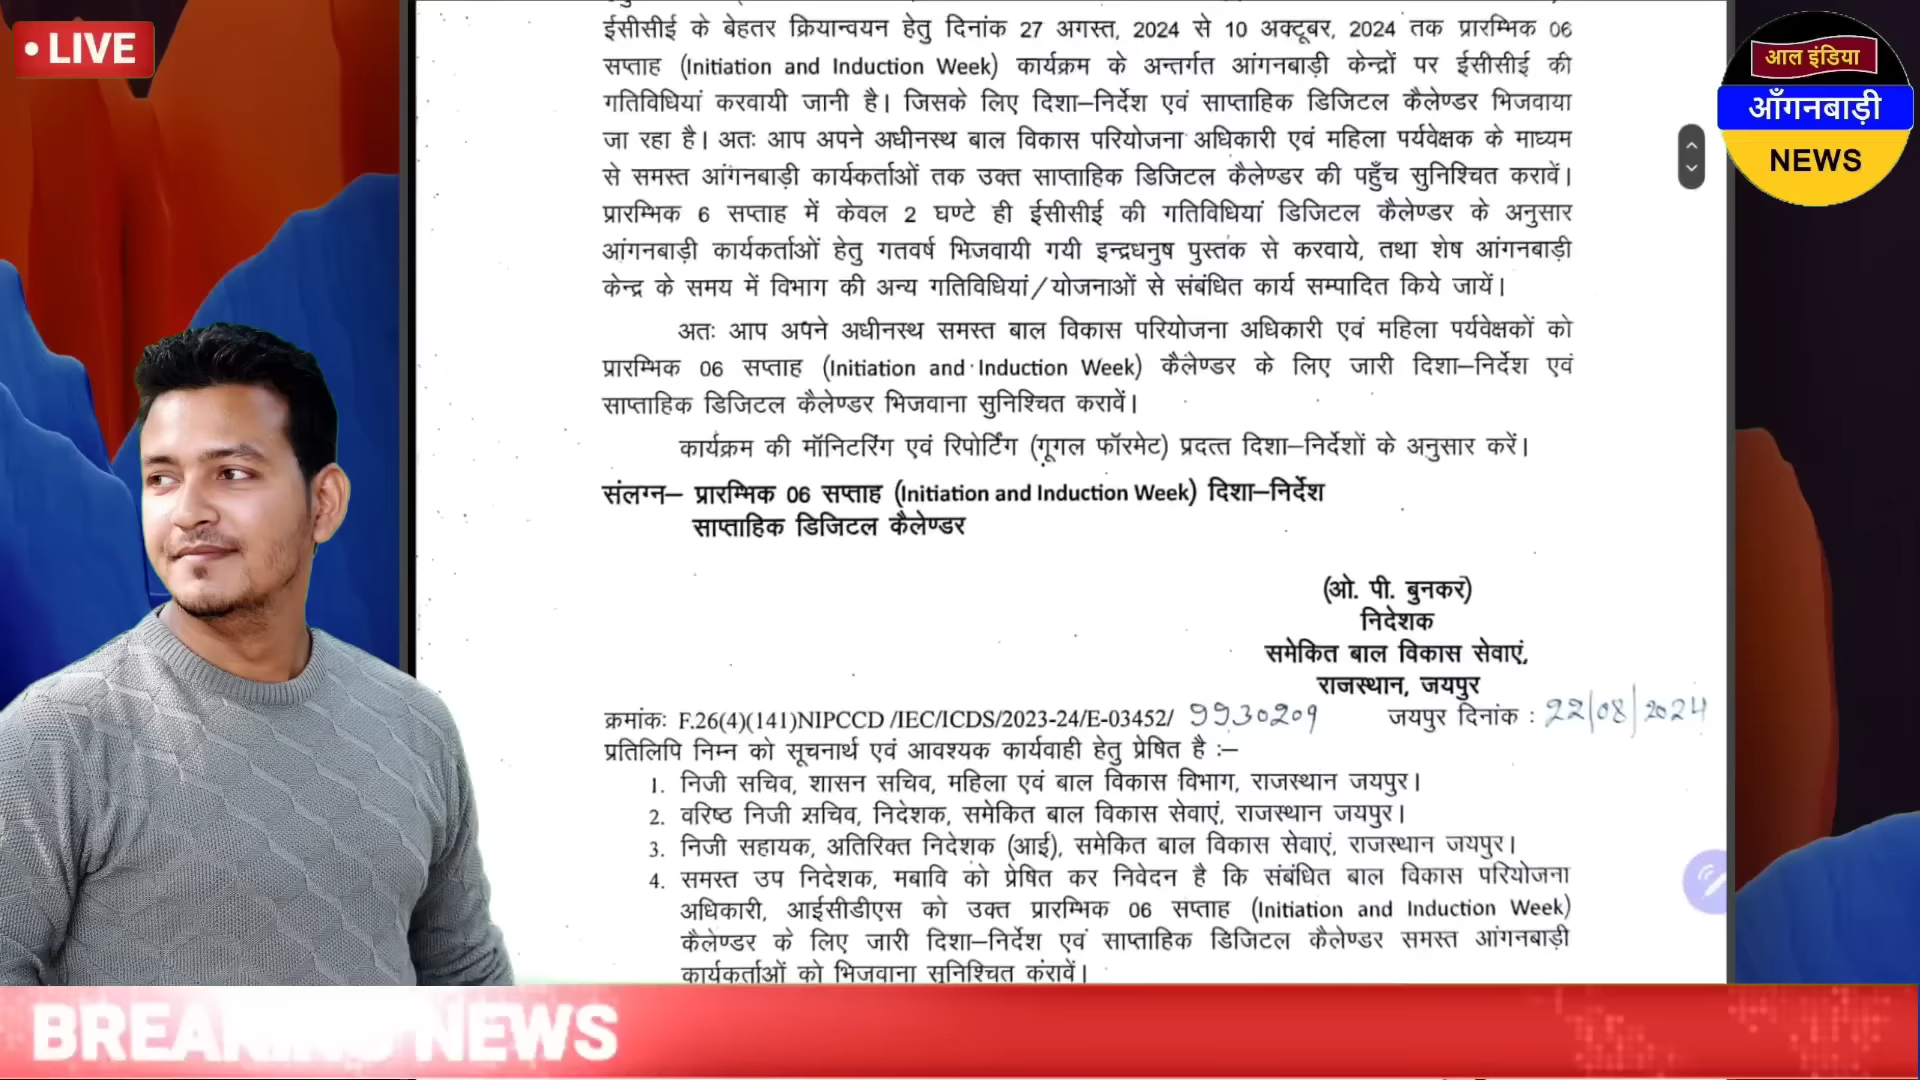 • LIVE
आल इंडिया
आँगनबाड़ी
NEWS
ईसीसीई के बेहतर क्रियान्वयन हेतु दिनांक 27 अगस्त, 2024 से 10 अक्टूबर, 2024 तक प्रारम्भिक 06
सप्ताह (Initiation and Induction Week) कार्यक्रम के अन्तर्गत आंगनबाड़ी केन्द्रों पर ईसीसीई की
गतिविधियां करवायी जानी है। जिसके लिए दिशा–निर्देश एवं साप्ताहिक डिजिटल कैलेण्डर भिजवाया
जा रहा है। अतः आप अपने अधीनस्थ बाल विकास परियोजना अधिकारी एवं महिला पर्यवेक्षक के माध्यम
से समस्त आंगनबाड़ी कार्यकर्ताओं तक उक्त साप्ताहिक डिजिटल कैलेण्डर की पहुँच सुनिश्चित करावें।
प्रारम्भिक 6 सप्ताह में केवल 2 घण्टे ही ईसीसीई की गतिविधियां डिजिटल कैलेण्डर के अनुसार
आंगनबाड़ी कार्यकर्ताओं हेतु गतवर्ष भिजवायी गयी इन्द्रधनुष पुस्तक से करवाये, तथा शेष आंगनबाड़ी
केन्द्र के समय में विभाग की अन्य गतिविधियां/योजनाओं से संबंधित कार्य सम्पादित किये जायें।
अतः आप अपने अधीनस्थ समस्त बाल विकास परियोजना अधिकारी एवं महिला पर्यवेक्षकों को
प्रारम्भिक 06 सप्ताह (Initiation and Induction Week) कैलेण्डर के लिए जारी दिशा–निर्देश एवं
साप्ताहिक डिजिटल कैलेण्डर भिजवाना सुनिश्चित करावें।
कार्यक्रम की मॉनिटरिंग एवं रिपोर्टिंग (गूगल फॉरमेट) प्रदत्त दिशा–निर्देशों के अनुसार करें।
संलग्न– प्रारम्भिक 06 सप्ताह (Initiation and Induction Week) दिशा–निर्देश
साप्ताहिक डिजिटल कैलेण्डर
(ओ. पी. बुनकर)
निदेशक
समेकित बाल विकास सेवाएं,
राजस्थान, जयपुर
क्रमांकः F.26(4)(141)NIPCCD /IEC/ICDS/2023-24/E-03452/ 9930209 जयपुर दिनांक : 22/08/2024
प्रतिलिपि निम्न को सूचनार्थ एवं आवश्यक कार्यवाही हेतु प्रेषित है :–
1. निजी सचिव, शासन सचिव, महिला एवं बाल विकास विभाग, राजस्थान जयपुर।
2. वरिष्ठ निजी सचिव, निदेशक, समेकित बाल विकास सेवाएं, राजस्थान जयपुर।
3. निजी सहायक, अतिरिक्त निदेशक (आई), समेकित बाल विकास सेवाएं, राजस्थान जयपुर।
4. समस्त उप निदेशक, मबावि को प्रेषित कर निवेदन है कि संबंधित बाल विकास परियोजना
अधिकारी, आईसीडीएस को उक्त प्रारम्भिक 06 सप्ताह (Initiation and Induction Week)
कैलेण्डर के लिए जारी दिशा–निर्देश एवं साप्ताहिक डिजिटल कैलेण्डर समस्त आंगनबाड़ी
कार्यकर्ताओं को भिजवाना सुनिश्चित करावें।
BREAKING NEWS